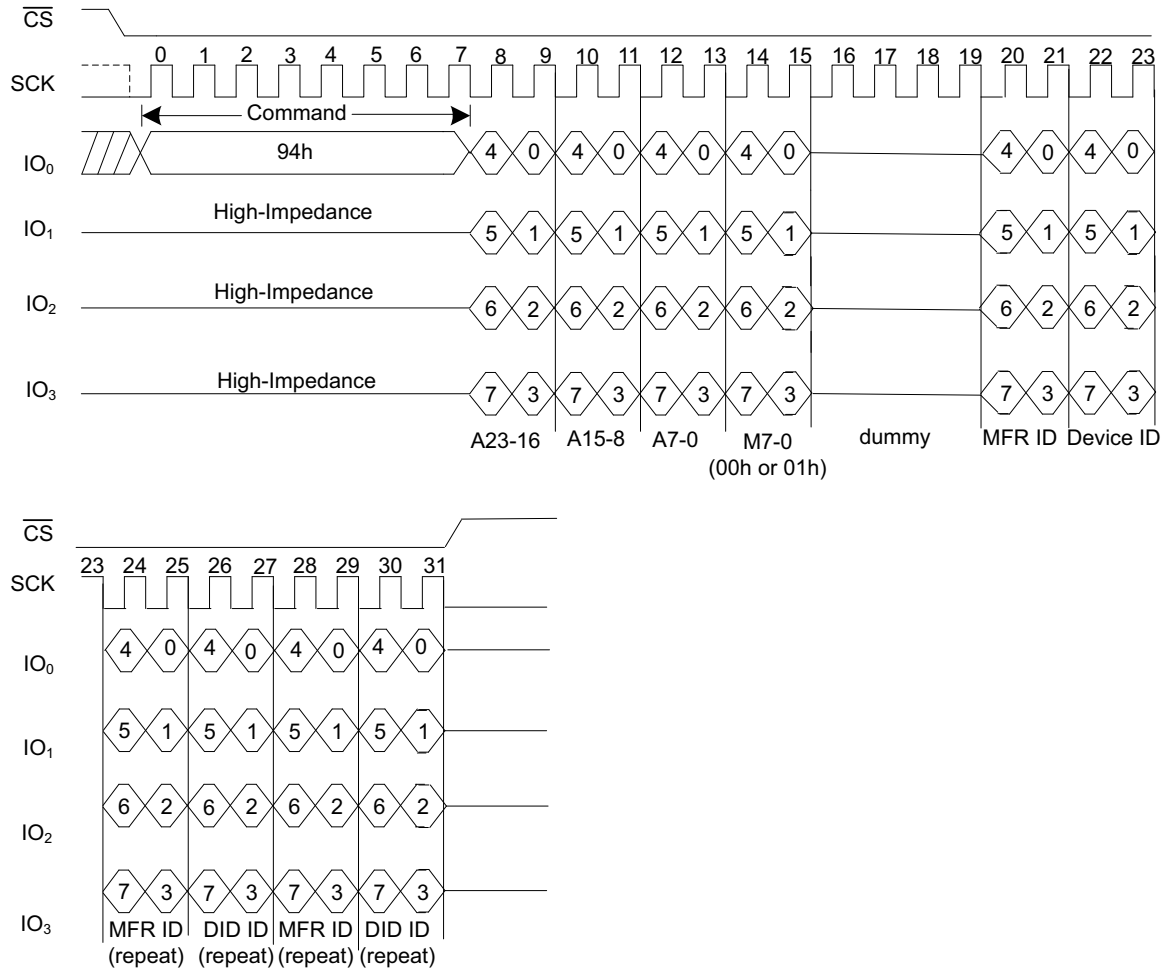 CS
0 1 2 3 4 5 6 7 8 9 10 11 12 13 14 15 16 17 18 19 20 21 22 23
SCK
Command
IO0 94h 4 0 4 0 4 0 4 0 4 0 4 0
High-Impedance
IO1 5 1 5 1 5 1 5 1 5 1 5 1
High-Impedance
IO2 6 2 6 2 6 2 6 2 6 2 6 2
High-Impedance
IO3 7 3 7 3 7 3 7 3 7 3 7 3
A23-16 A15-8 A7-0 M7-0 dummy MFR ID Device ID
(00h or 01h)
CS
23 24 25 26 27 28 29 30 31
SCK
IO0 4 0 4 0 4 0 4 0
IO1 5 1 5 1 5 1 5 1
IO2 6 2 6 2 6 2 6 2
IO3 7 3 7 3 7 3 7 3
MFR ID DID ID MFR ID DID ID
(repeat) (repeat) (repeat) (repeat)